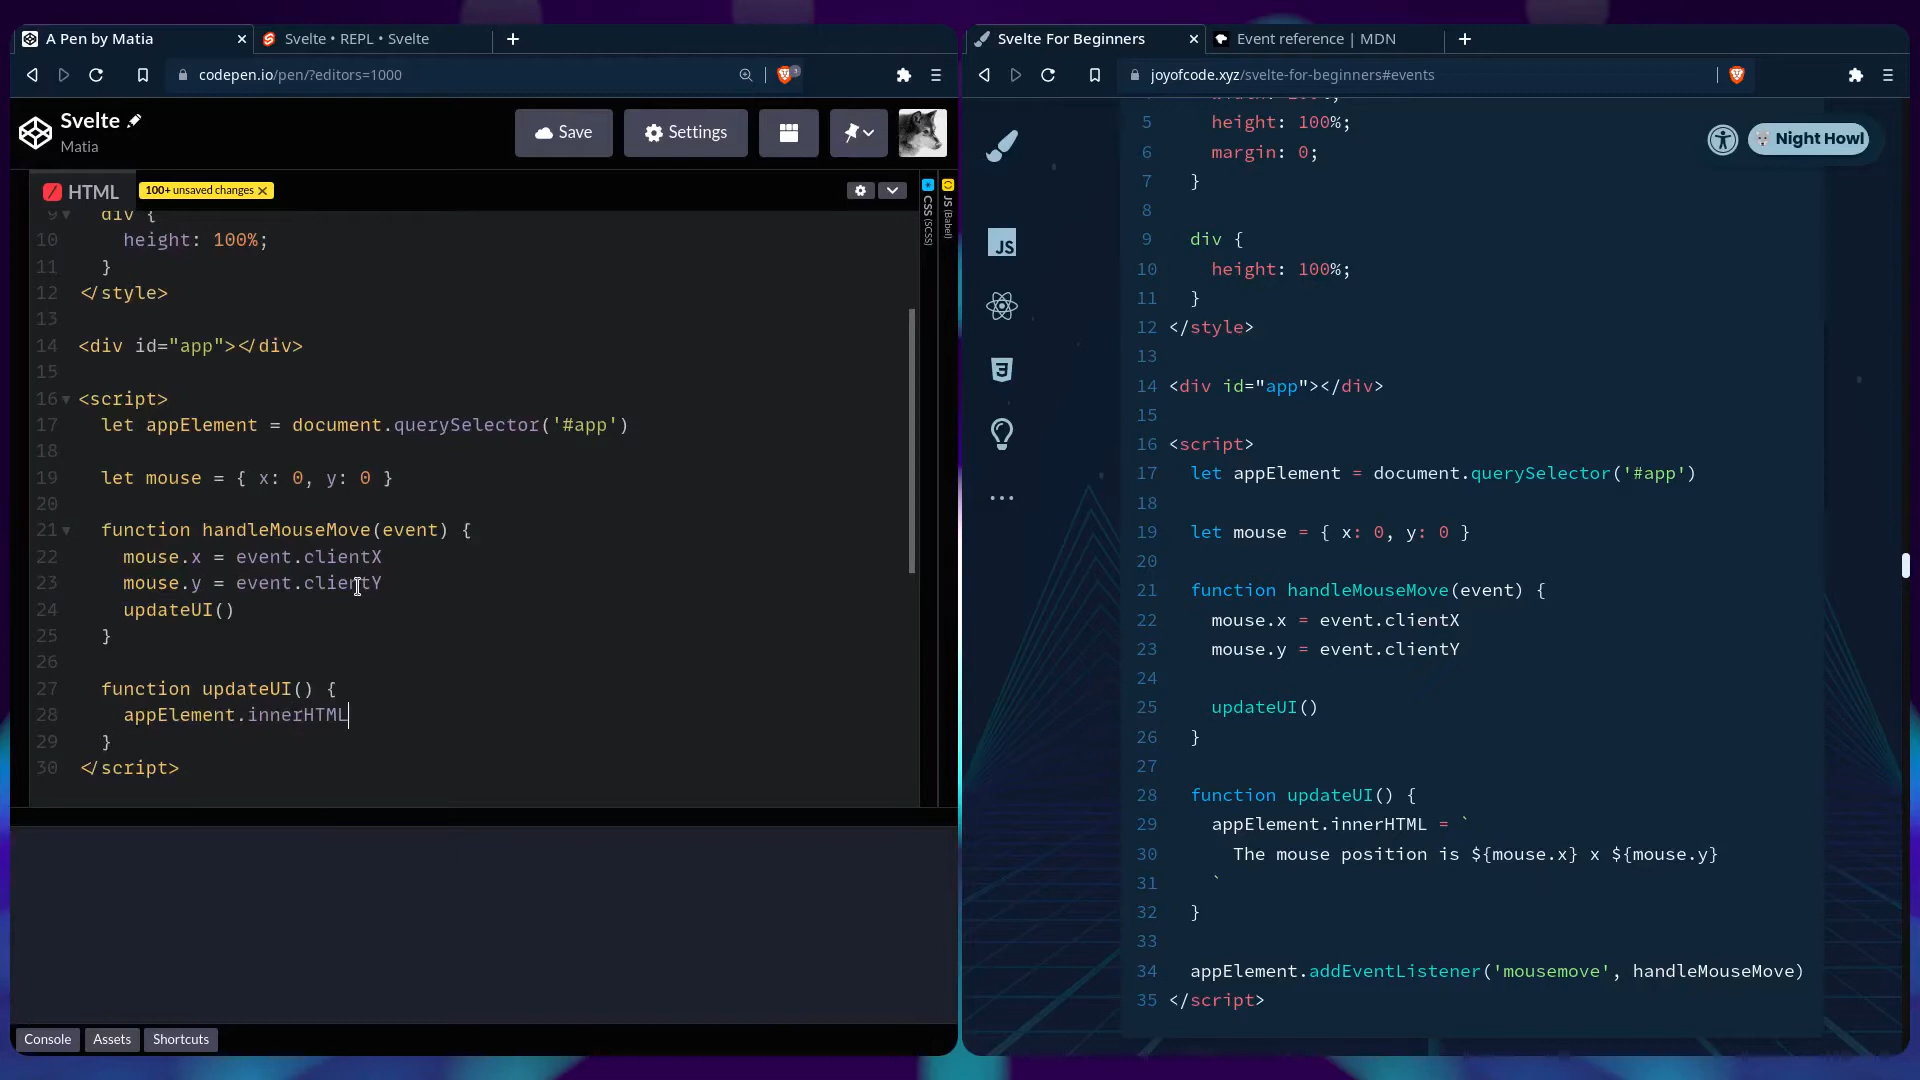 A Pen by Matia
Svelte • REPL • Svelte
codepen.io/pen/?editors=1000
3
Svelte
Matia
Save
Settings
HTML
100+ unsaved changes
CSS (SCSS)
JS (Babel)
9 div {
10 height: 100%;
11 }
12 </style>
13
14 <div id="app"></div>
15
16 <script>
17 let appElement = document.querySelector('#app')
18
19 let mouse = { x: 0, y: 0 }
20
21 function handleMouseMove(event) {
22 mouse.x = event.clientX
23 mouse.y = event.clientY
24 updateUI()
25 }
26
27 function updateUI() {
28 appElement.innerHTML
29 }
30 </script>
Console
Assets
Shortcuts
Svelte For Beginners
Event reference | MDN
joyofcode.xyz/svelte-for-beginners#events
Night Howl
JS
5 height: 100%;
6 margin: 0;
7 }
8
9 div {
10 height: 100%;
11 }
12 </style>
13
14 <div id="app"></div>
15
16 <script>
17 let appElement = document.querySelector('#app')
18
19 let mouse = { x: 0, y: 0 }
20
21 function handleMouseMove(event) {
22 mouse.x = event.clientX
23 mouse.y = event.clientY
24
25 updateUI()
26 }
27
28 function updateUI() {
29 appElement.innerHTML = `
30 The mouse position is ${mouse.x} x ${mouse.y}
31 `
32 }
33
34 appElement.addEventListener('mousemove', handleMouseMove)
35 </script>